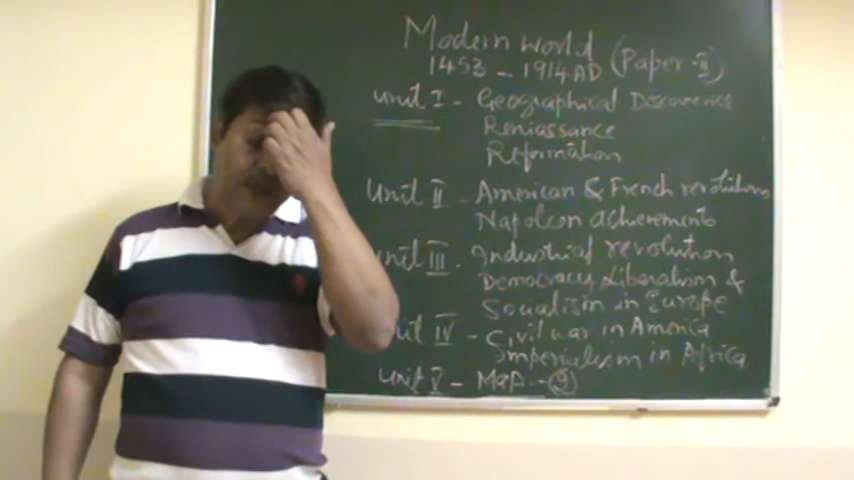 Modern world
1453 - 1914 AD (Paper-II)
Unit I - Geographical Discoveries
Reniassance
Reformation
Unit II - American & French revolutions
Napoleon achievements
unit III. Industrial revolution
Democracy, Liberalism &
Socialism in Europe
unit IV - Civil war in America
imperialism in Africa
Unit V - Map -